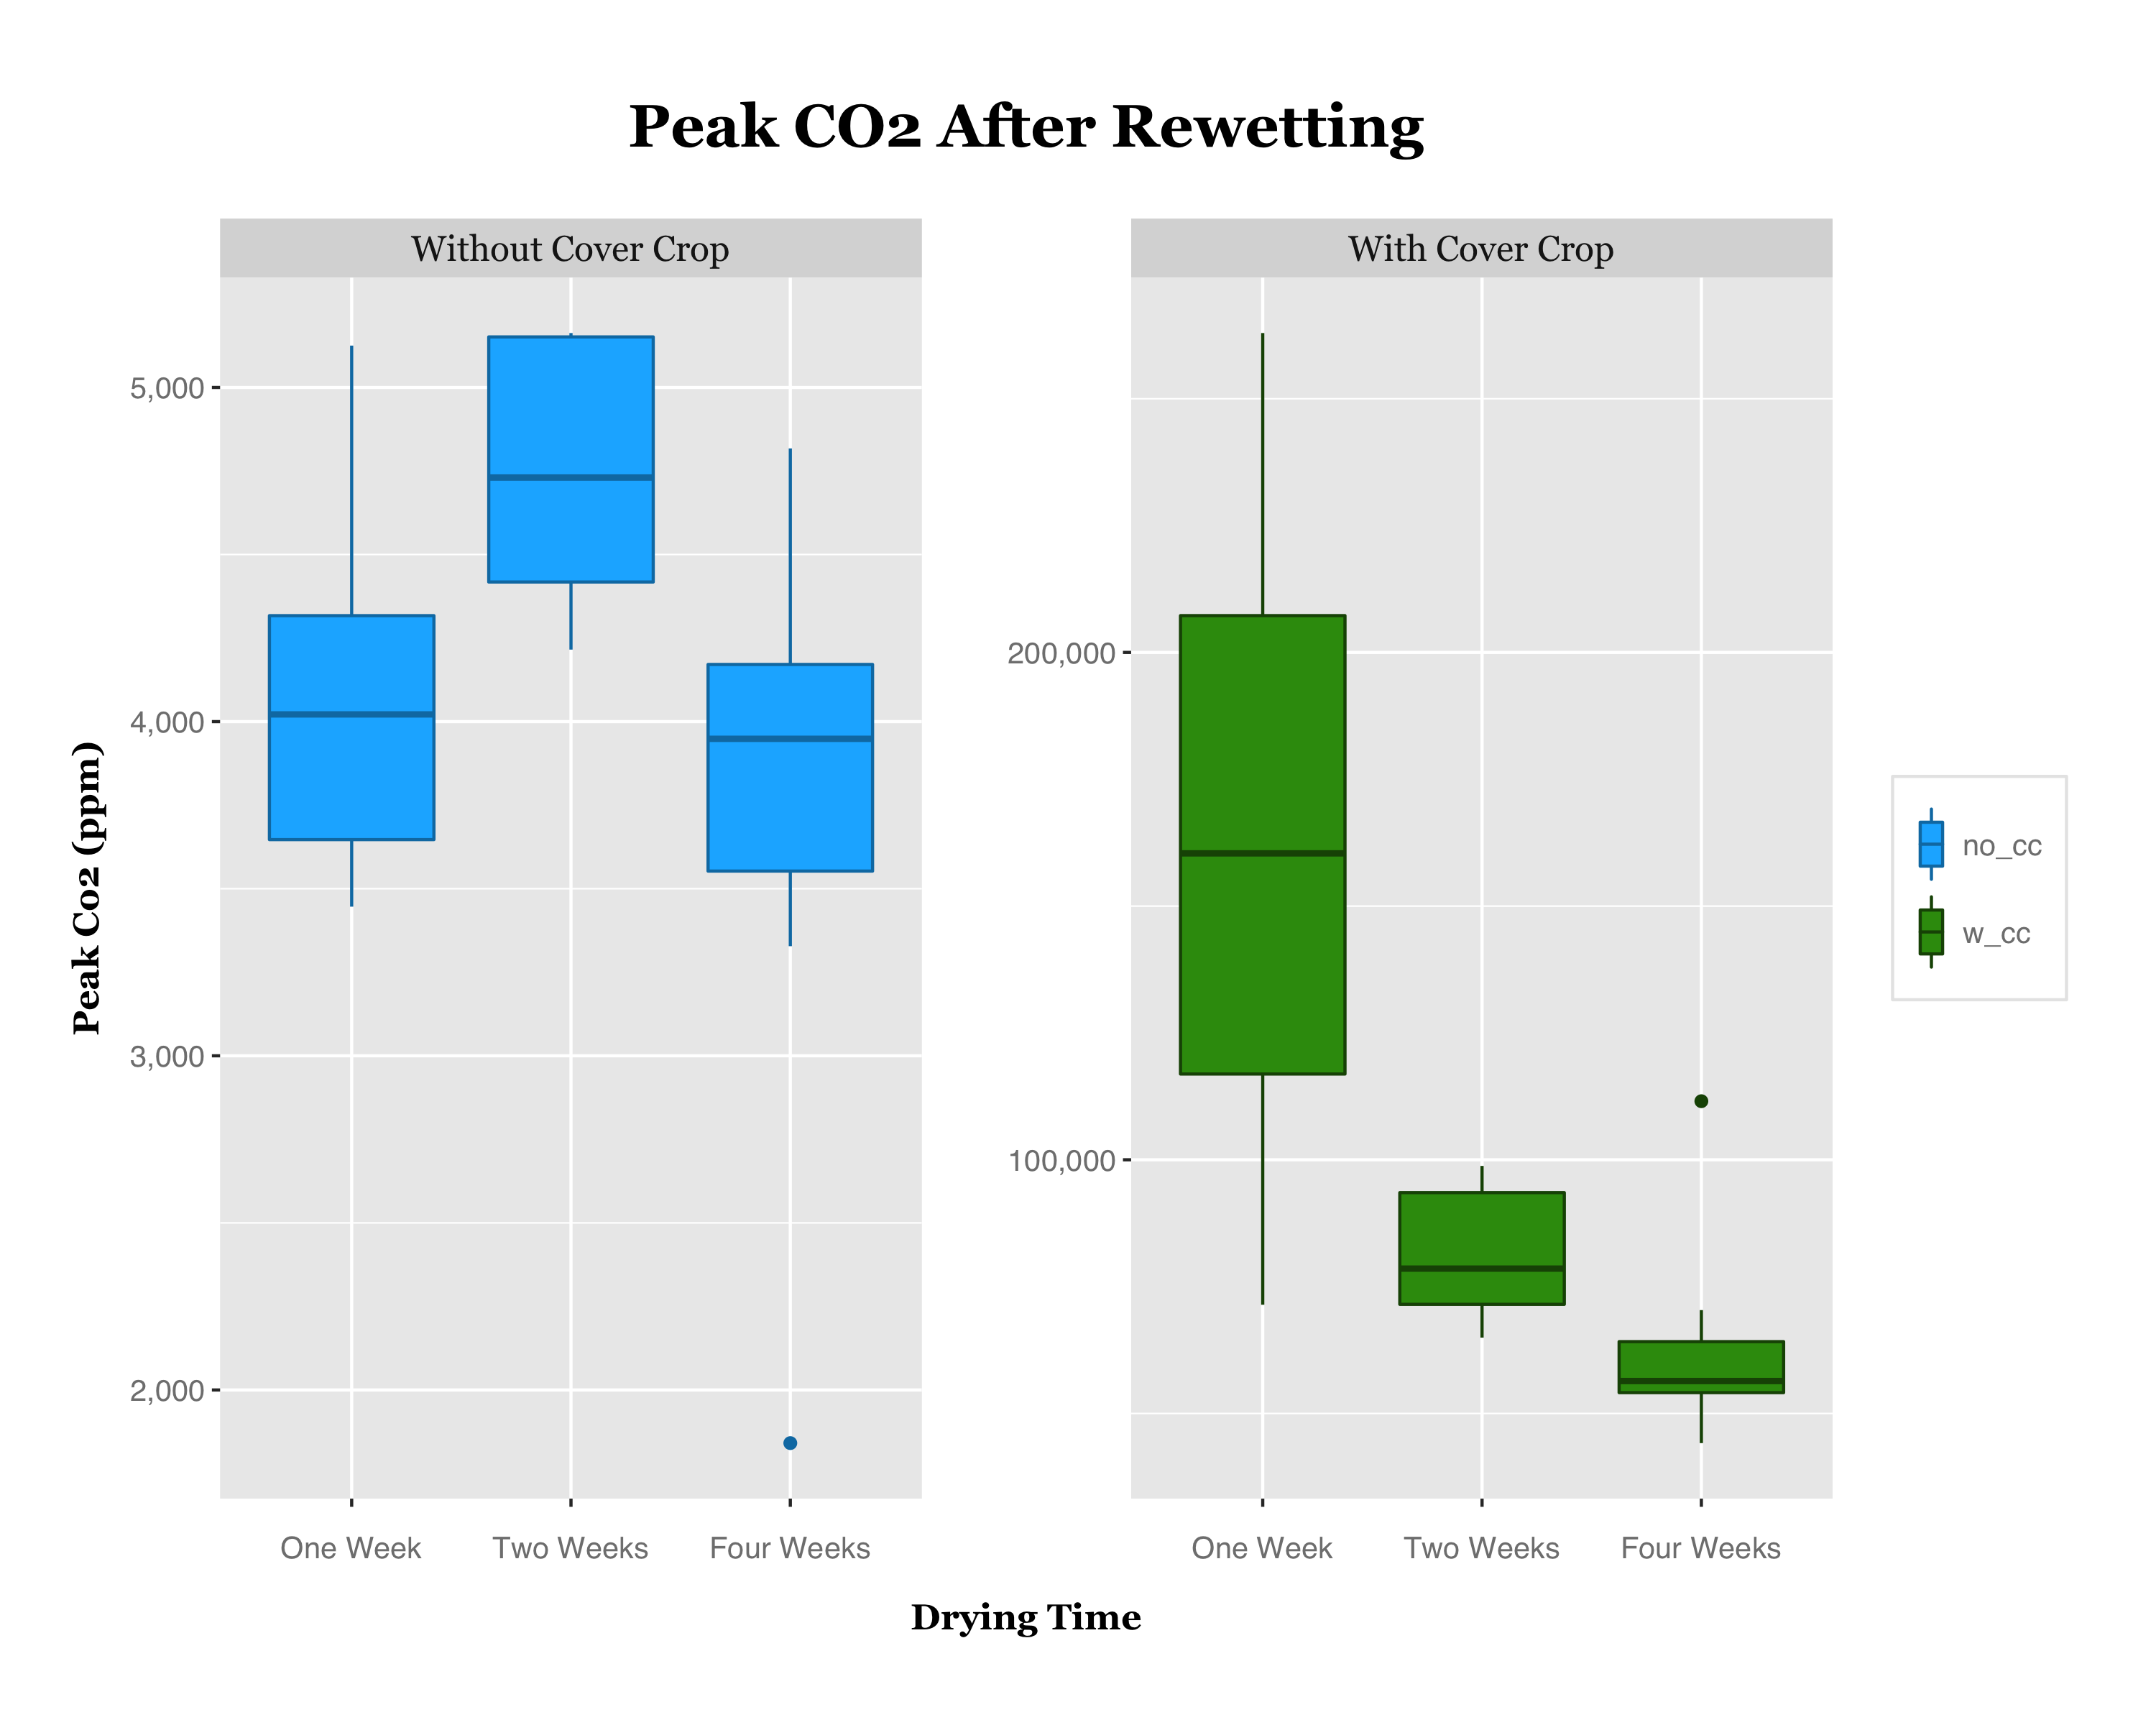 Peak CO2 After Rewetting
Without Cover Crop
With Cover Crop
Peak Co2 (ppm)
5,000
4,000
3,000
2,000
200,000
100,000
One Week
Two Weeks
Four Weeks
One Week
Two Weeks
Four Weeks
Drying Time
no_cc
w_cc